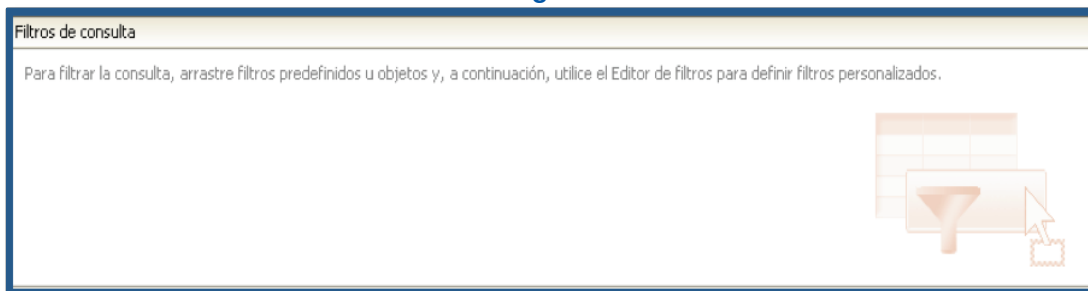 Filtros de consulta
Para filtrar la consulta, arrastre filtros predefinidos u objetos y, a continuación, utilice el Editor de filtros para definir filtros personalizados.